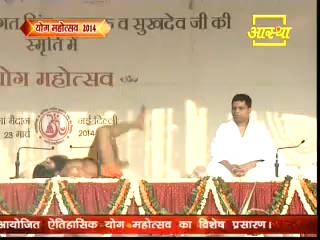 योग महोत्सव 2014
व सुखदेव जी की
स्मृति में
आस्था
योग महोत्सव
नई दिल्ली
23 मार्च
2014
आयोजित ऐतिहासिक योग महोत्सव का विशेष प्रसारण।